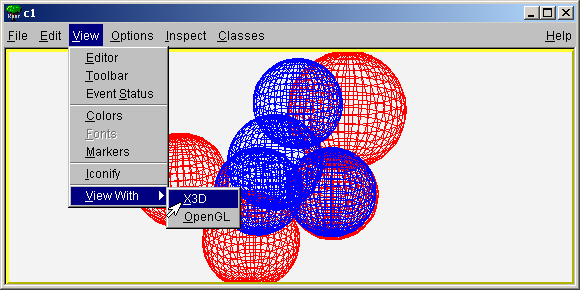 c1
File Edit View Options Inspect Classes Help
Editor
Toolbar
Event Status
Colors
Fonts
Markers
Iconify
View With
X3D
OpenGL